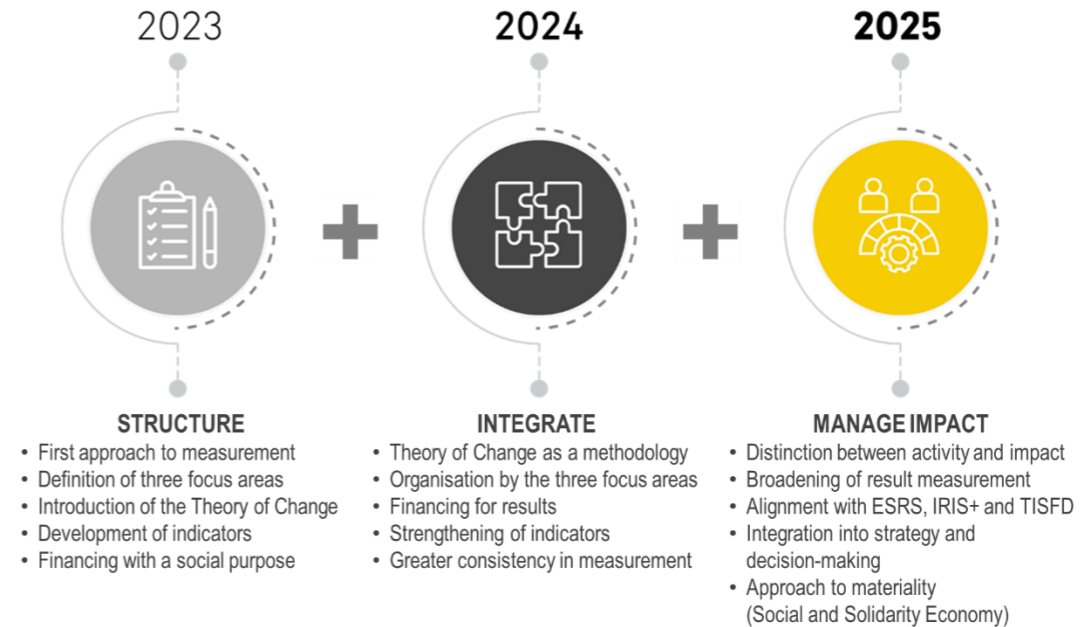 2023
2024
2025
STRUCTURE
• First approach to measurement
• Definition of three focus areas
• Introduction of the Theory of Change
• Development of indicators
• Financing with a social purpose
INTEGRATE
• Theory of Change as a methodology
• Organisation by the three focus areas
• Financing for results
• Strengthening of indicators
• Greater consistency in measurement
MANAGE IMPACT
• Distinction between activity and impact
• Broadening of result measurement
• Alignment with ESRS, IRIS+ and TISFD
• Integration into strategy and
decision-making
• Approach to materiality
(Social and Solidarity Economy)